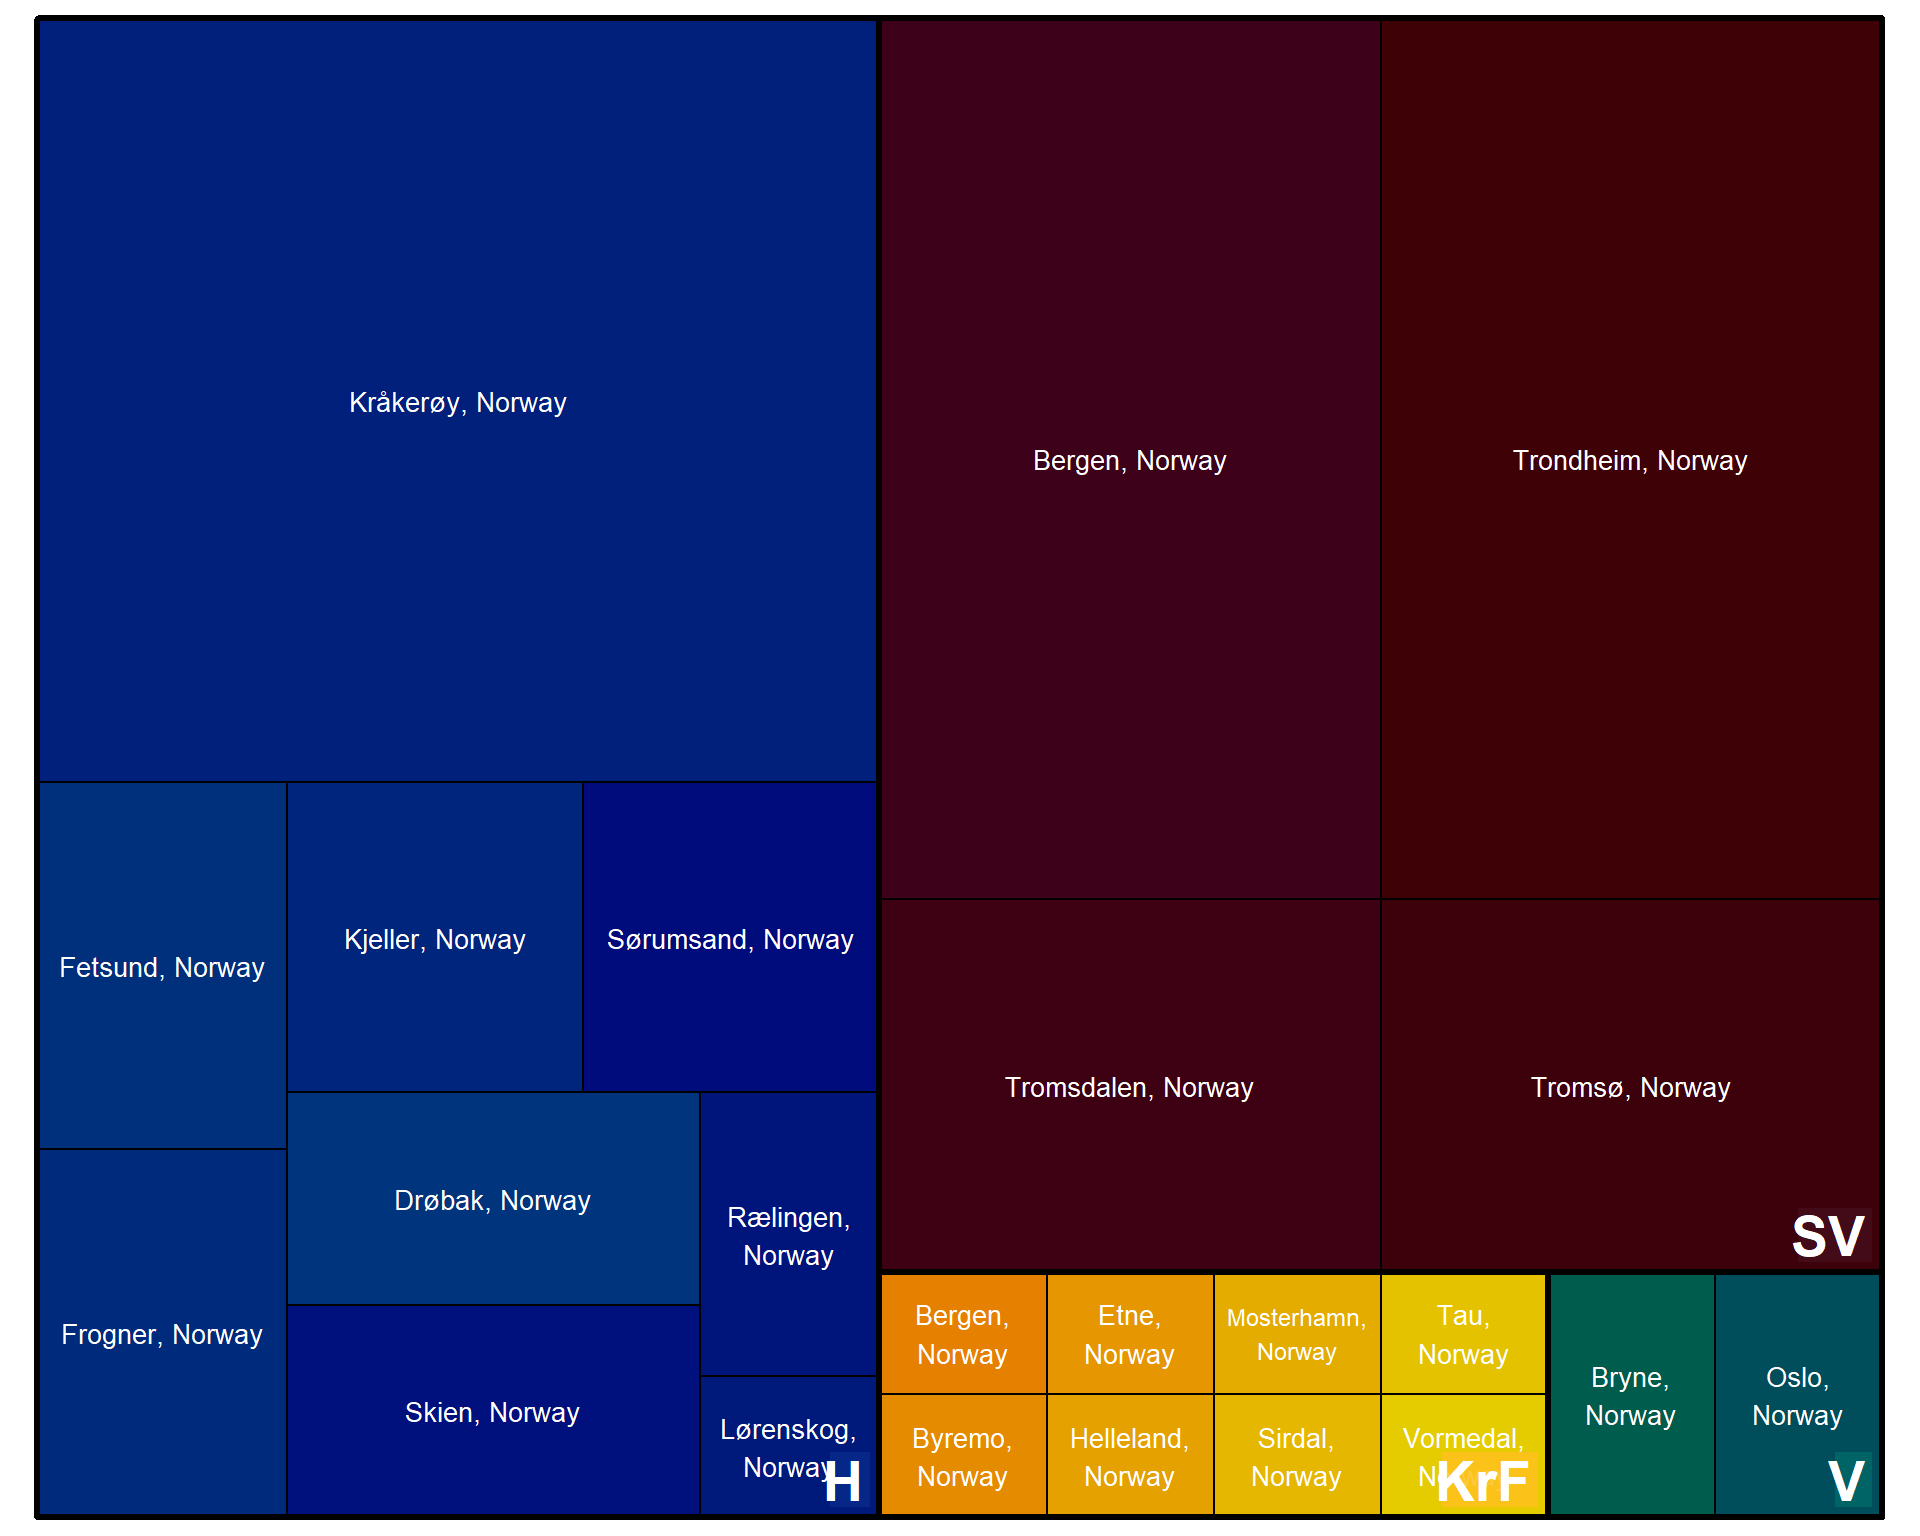 Kråkerøy, Norway
Fetsund, Norway
Kjeller, Norway
Sørumsand, Norway
Frogner, Norway
Drøbak, Norway
Rælingen,
Norway
Skien, Norway
Lørenskog,
Norway
H
Bergen, Norway
Trondheim, Norway
Tromsdalen, Norway
Tromsø, Norway
SV
Bergen,
Norway
Etne,
Norway
Mosterhamn,
Norway
Tau,
Norway
Byremo,
Norway
Helleland,
Norway
Sirdal,
Norway
Vormedal,
KrF
Bryne,
Norway
Oslo,
Norway
V